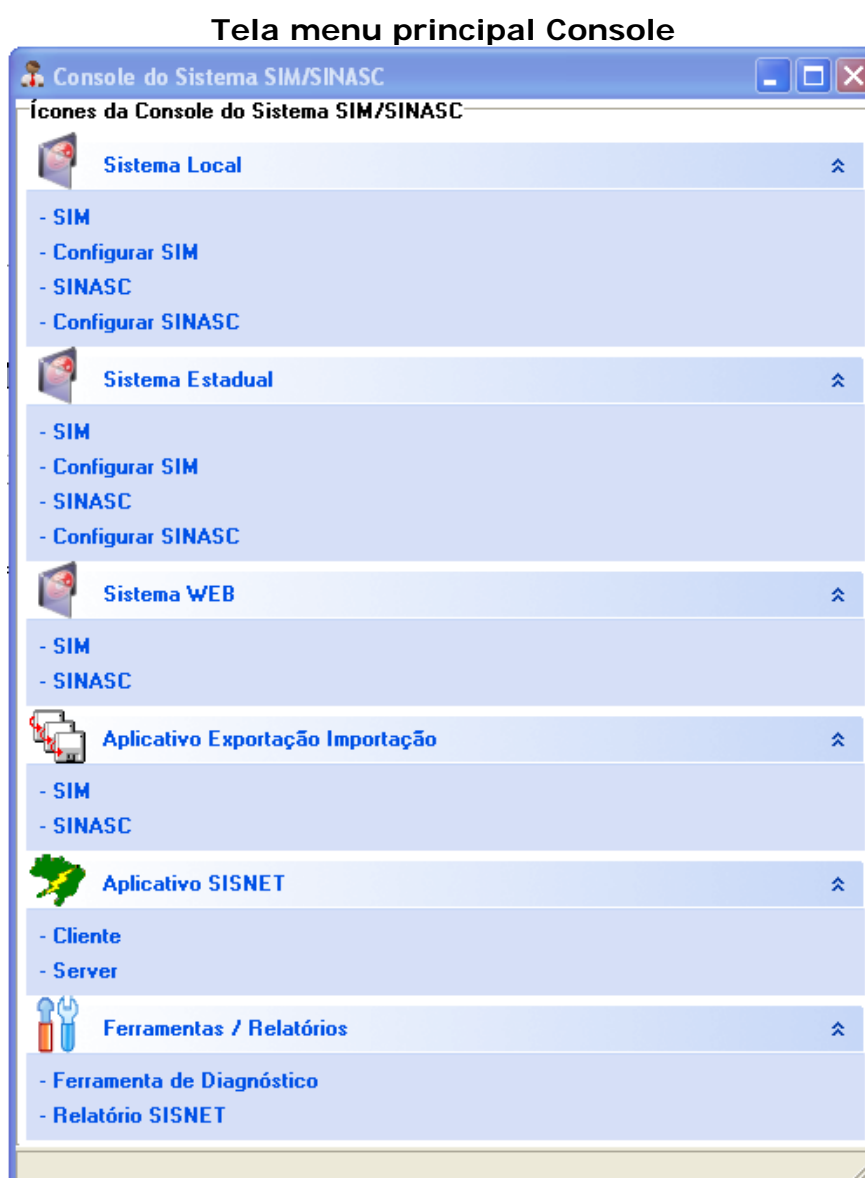 Tela menu principal Console
Console do Sistema SIM/SINASC
Ícones da Console do Sistema SIM/SINASC
Sistema Local
- SIM
- Configurar SIM
- SINASC
- Configurar SINASC
Sistema Estadual
- SIM
- Configurar SIM
- SINASC
- Configurar SINASC
Sistema WEB
- SIM
- SINASC
Aplicativo Exportação Importação
- SIM
- SINASC
Aplicativo SISNET
- Cliente
- Server
Ferramentas / Relatórios
- Ferramenta de Diagnóstico
- Relatório SISNET